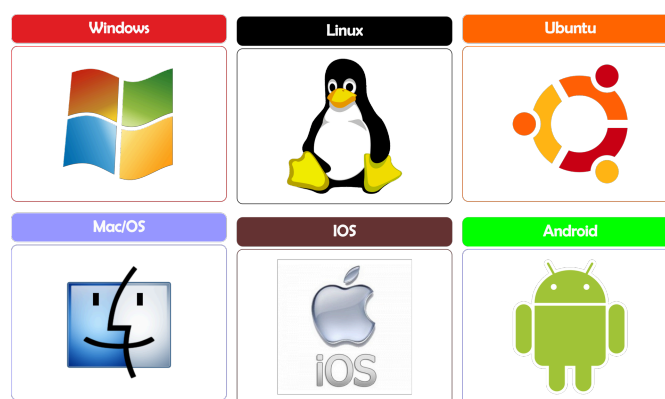 Windows
Linux
Ubuntu
Mac/OS
IOS
Android
iOS